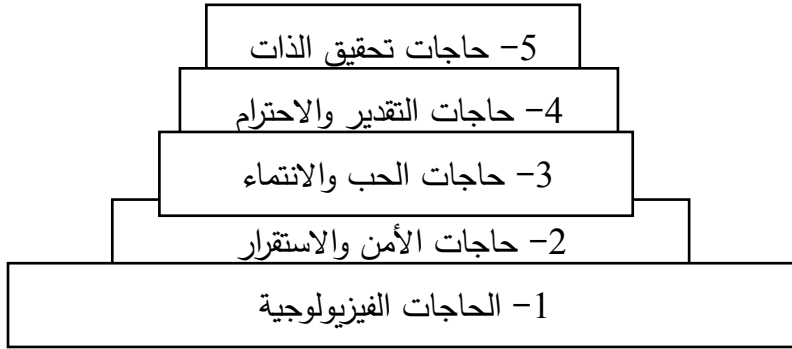 5- حاجات تحقيق الذات
4- حاجات التقدير والاحترام
3- حاجات الحب والانتماء
2- حاجات الأمن والاستقرار
1- الحاجات الفيزيولوجية